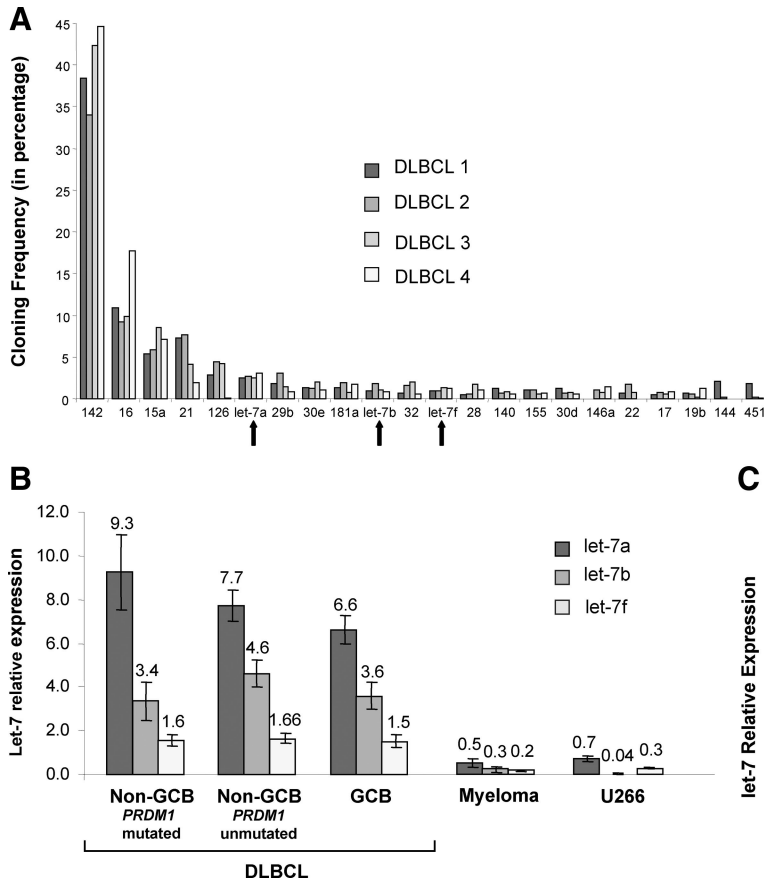 A
Cloning Frequency (in percentage)
45
40
35
30
25
20
15
10
5
0
DLBCL 1
DLBCL 2
DLBCL 3
DLBCL 4
142 16 15a 21 126 let-7a 29b 30e 181a let-7b 32 let-7f 28 140 155 30d 146a 22 17 19b 144 451
B
C
Let-7 relative expression
12.0
10.0
8.0
6.0
4.0
2.0
0.0
9.3
3.4
1.6
7.7
4.6
1.66
6.6
3.6
1.5
0.5 0.3 0.2
0.7 0.04 0.3
let-7a
let-7b
let-7f
Non-GCB
PRDM1
mutated
Non-GCB
PRDM1
unmutated
GCB
Myeloma
U266
DLBCL
let-7 Relative Expression